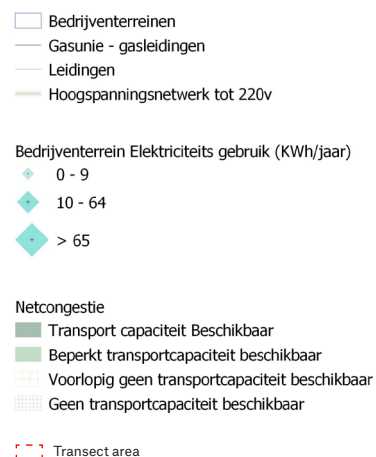 Bedrijventerreinen
Gasunie - gasleidingen
Leidingen
Hoogspanningsnetwerk tot 220v
Bedrijventerrein Elektriciteits gebruik (KWh/jaar)
0 - 9
10 - 64
> 65
Netcongestie
Transport capaciteit Beschikbaar
Beperkt transportcapaciteit beschikbaar
Voorlopig geen transportcapaciteit beschikbaar
Geen transportcapaciteit beschikbaar
Transect area